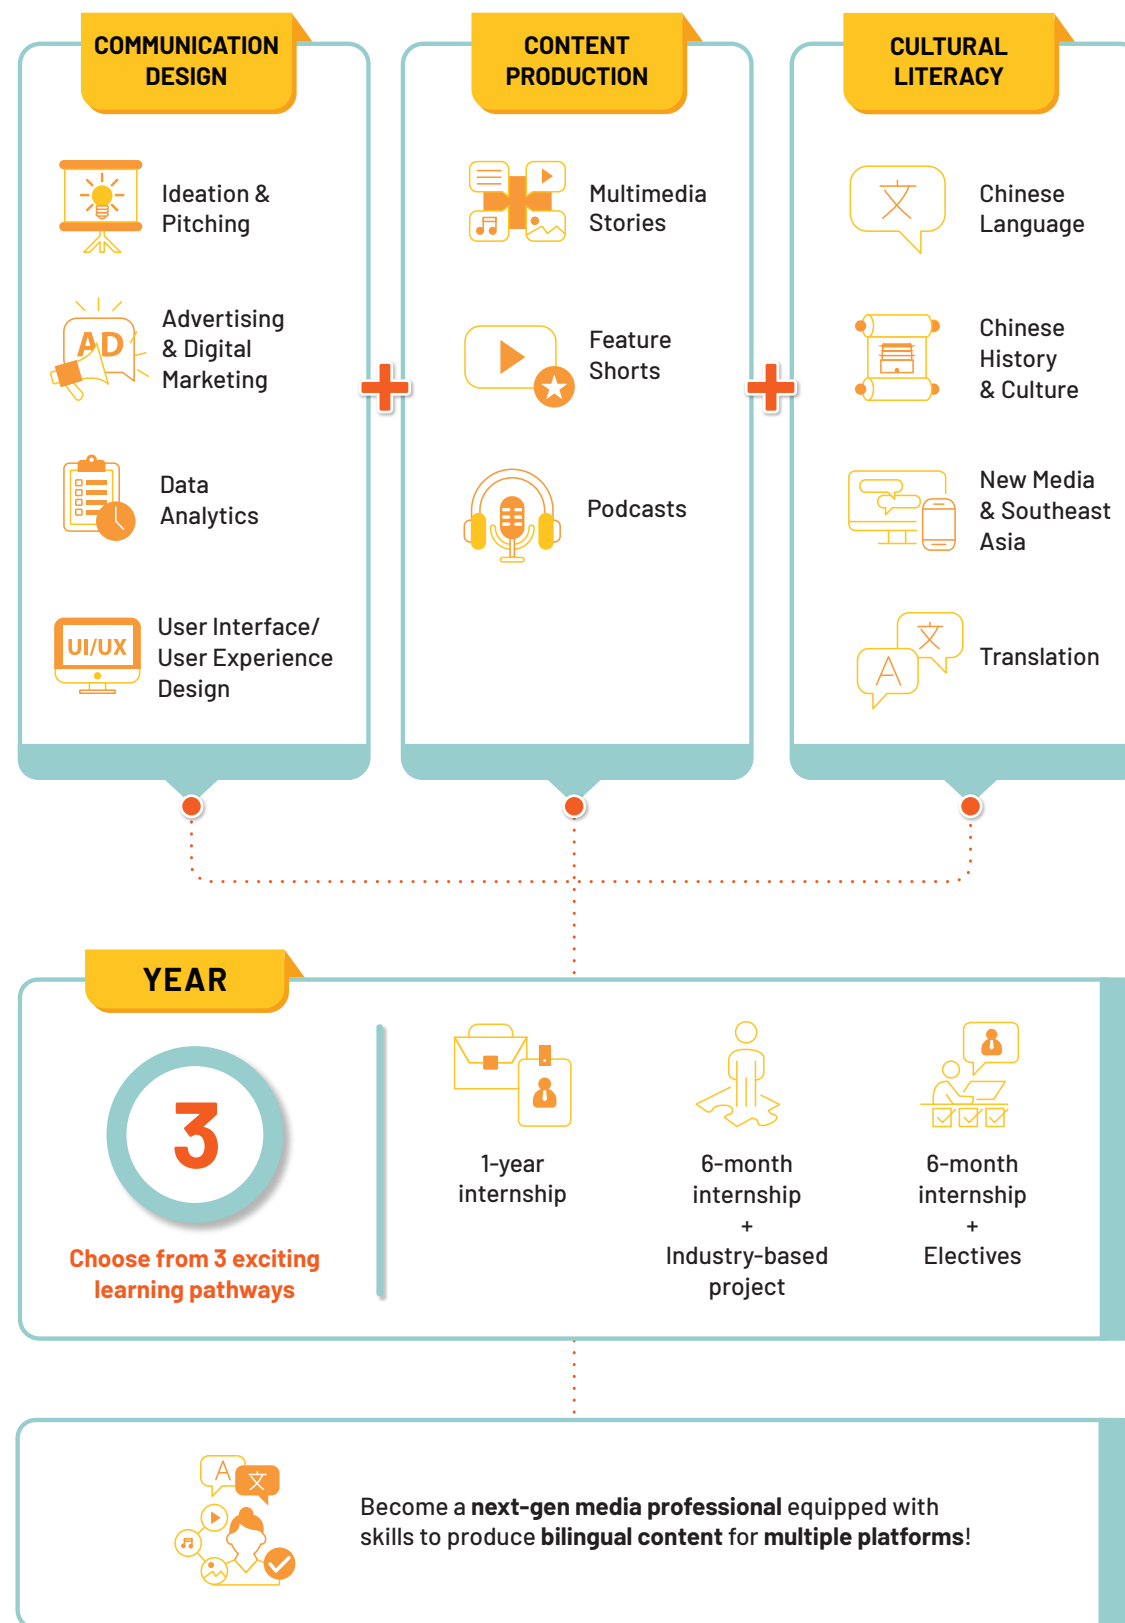 COMMUNICATION
DESIGN
Ideation &
Pitching
AD
Advertising
& Digital
Marketing
Data
Analytics
UI/UX
User Interface/
User Experience
Design
CONTENT
PRODUCTION
Multimedia
Stories
Feature
Shorts
Podcasts
CULTURAL
LITERACY
文
Chinese
Language
Chinese
History
& Culture
New Media
& Southeast
Asia
A
文
Translation
YEAR
3
Choose from 3 exciting
learning pathways
1-year
internship
6-month
internship
+
Industry-based
project
6-month
internship
+
Electives
A
文
Become a next-gen media professional equipped with
skills to produce bilingual content for multiple platforms!